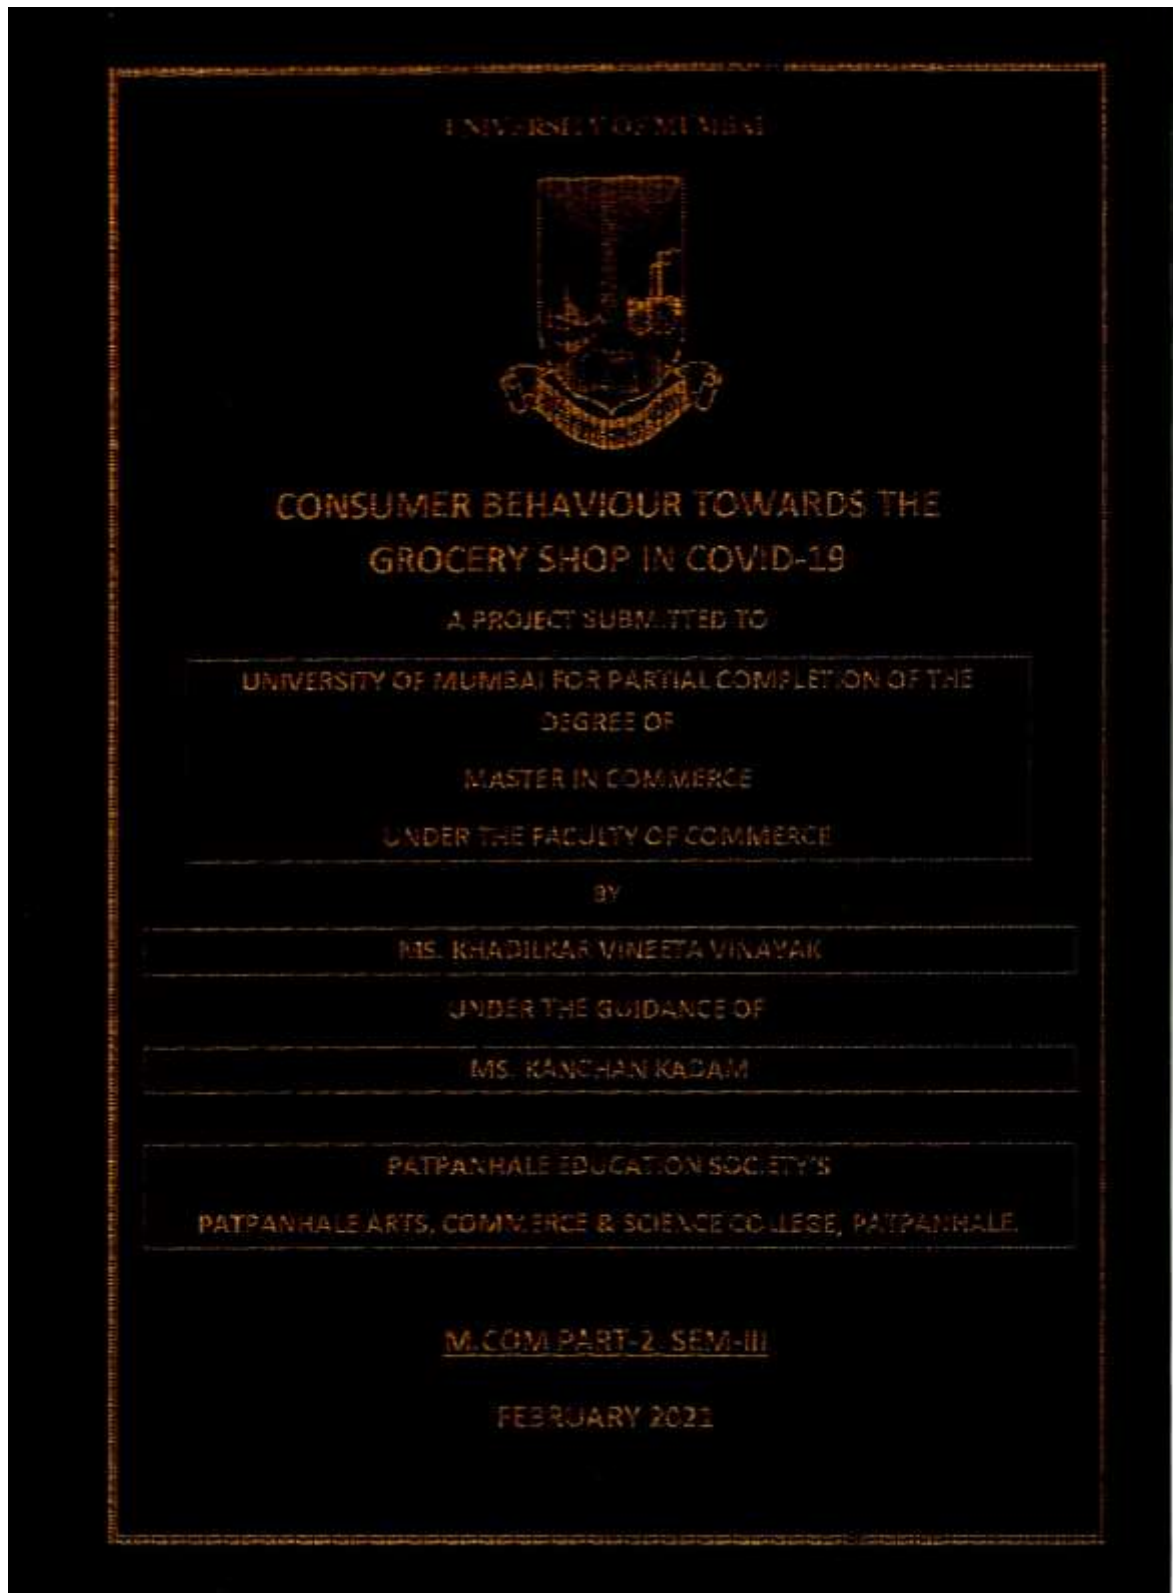 UNIVERSITY OF MUMBAI
CONSUMER BEHAVIOUR TOWARDS THE
GROCERY SHOP IN COVID-19
A PROJECT SUBMITTED TO
UNIVERSITY OF MUMBAI FOR PARTIAL COMPLETION OF THE
DEGREE OF
MASTER IN COMMERCE
UNDER THE FACULTY OF COMMERCE
BY
MS. KHADILKAR VINEETA VINAYAK
UNDER THE GUIDANCE OF
MS. KANCHAN KADAM
PATPANHALE EDUCATION SOCIETY'S
PATPANHALE ARTS, COMMERCE & SCIENCE COLLEGE, PATPANHALE.
M.COM PART-2 SEM-III
FEBRUARY 2021